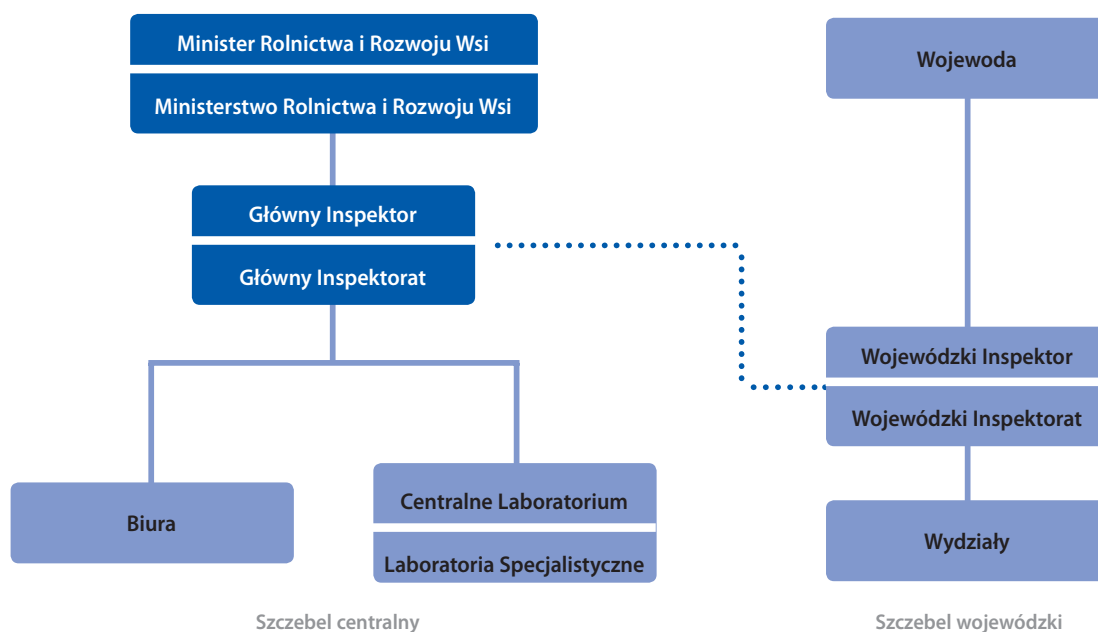 Minister Rolnictwa i Rozwoju Wsi
Ministerstwo Rolnictwa i Rozwoju Wsi
Główny Inspektor
Główny Inspektorat
Biura
Centralne Laboratorium
Laboratoria Specjalistyczne
Szczebel centralny
Wojewoda
Wojewódzki Inspektor
Wojewódzki Inspektorat
Wydziały
Szczebel wojewódzki